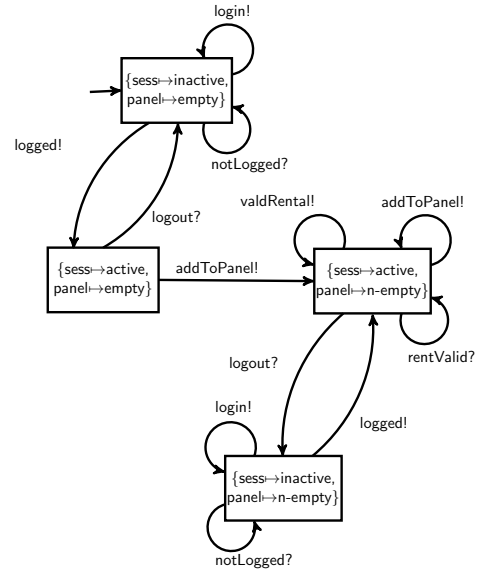 login!
{sess↦inactive,
panel↦empty}
logged!
notLogged?
logout?
valdRental!
addToPanel!
{sess↦active,
panel↦empty}
addToPanel!
{sess↦active,
panel↦n-empty}
logout?
rentValid?
login!
logged!
{sess↦inactive,
panel↦n-empty}
notLogged?